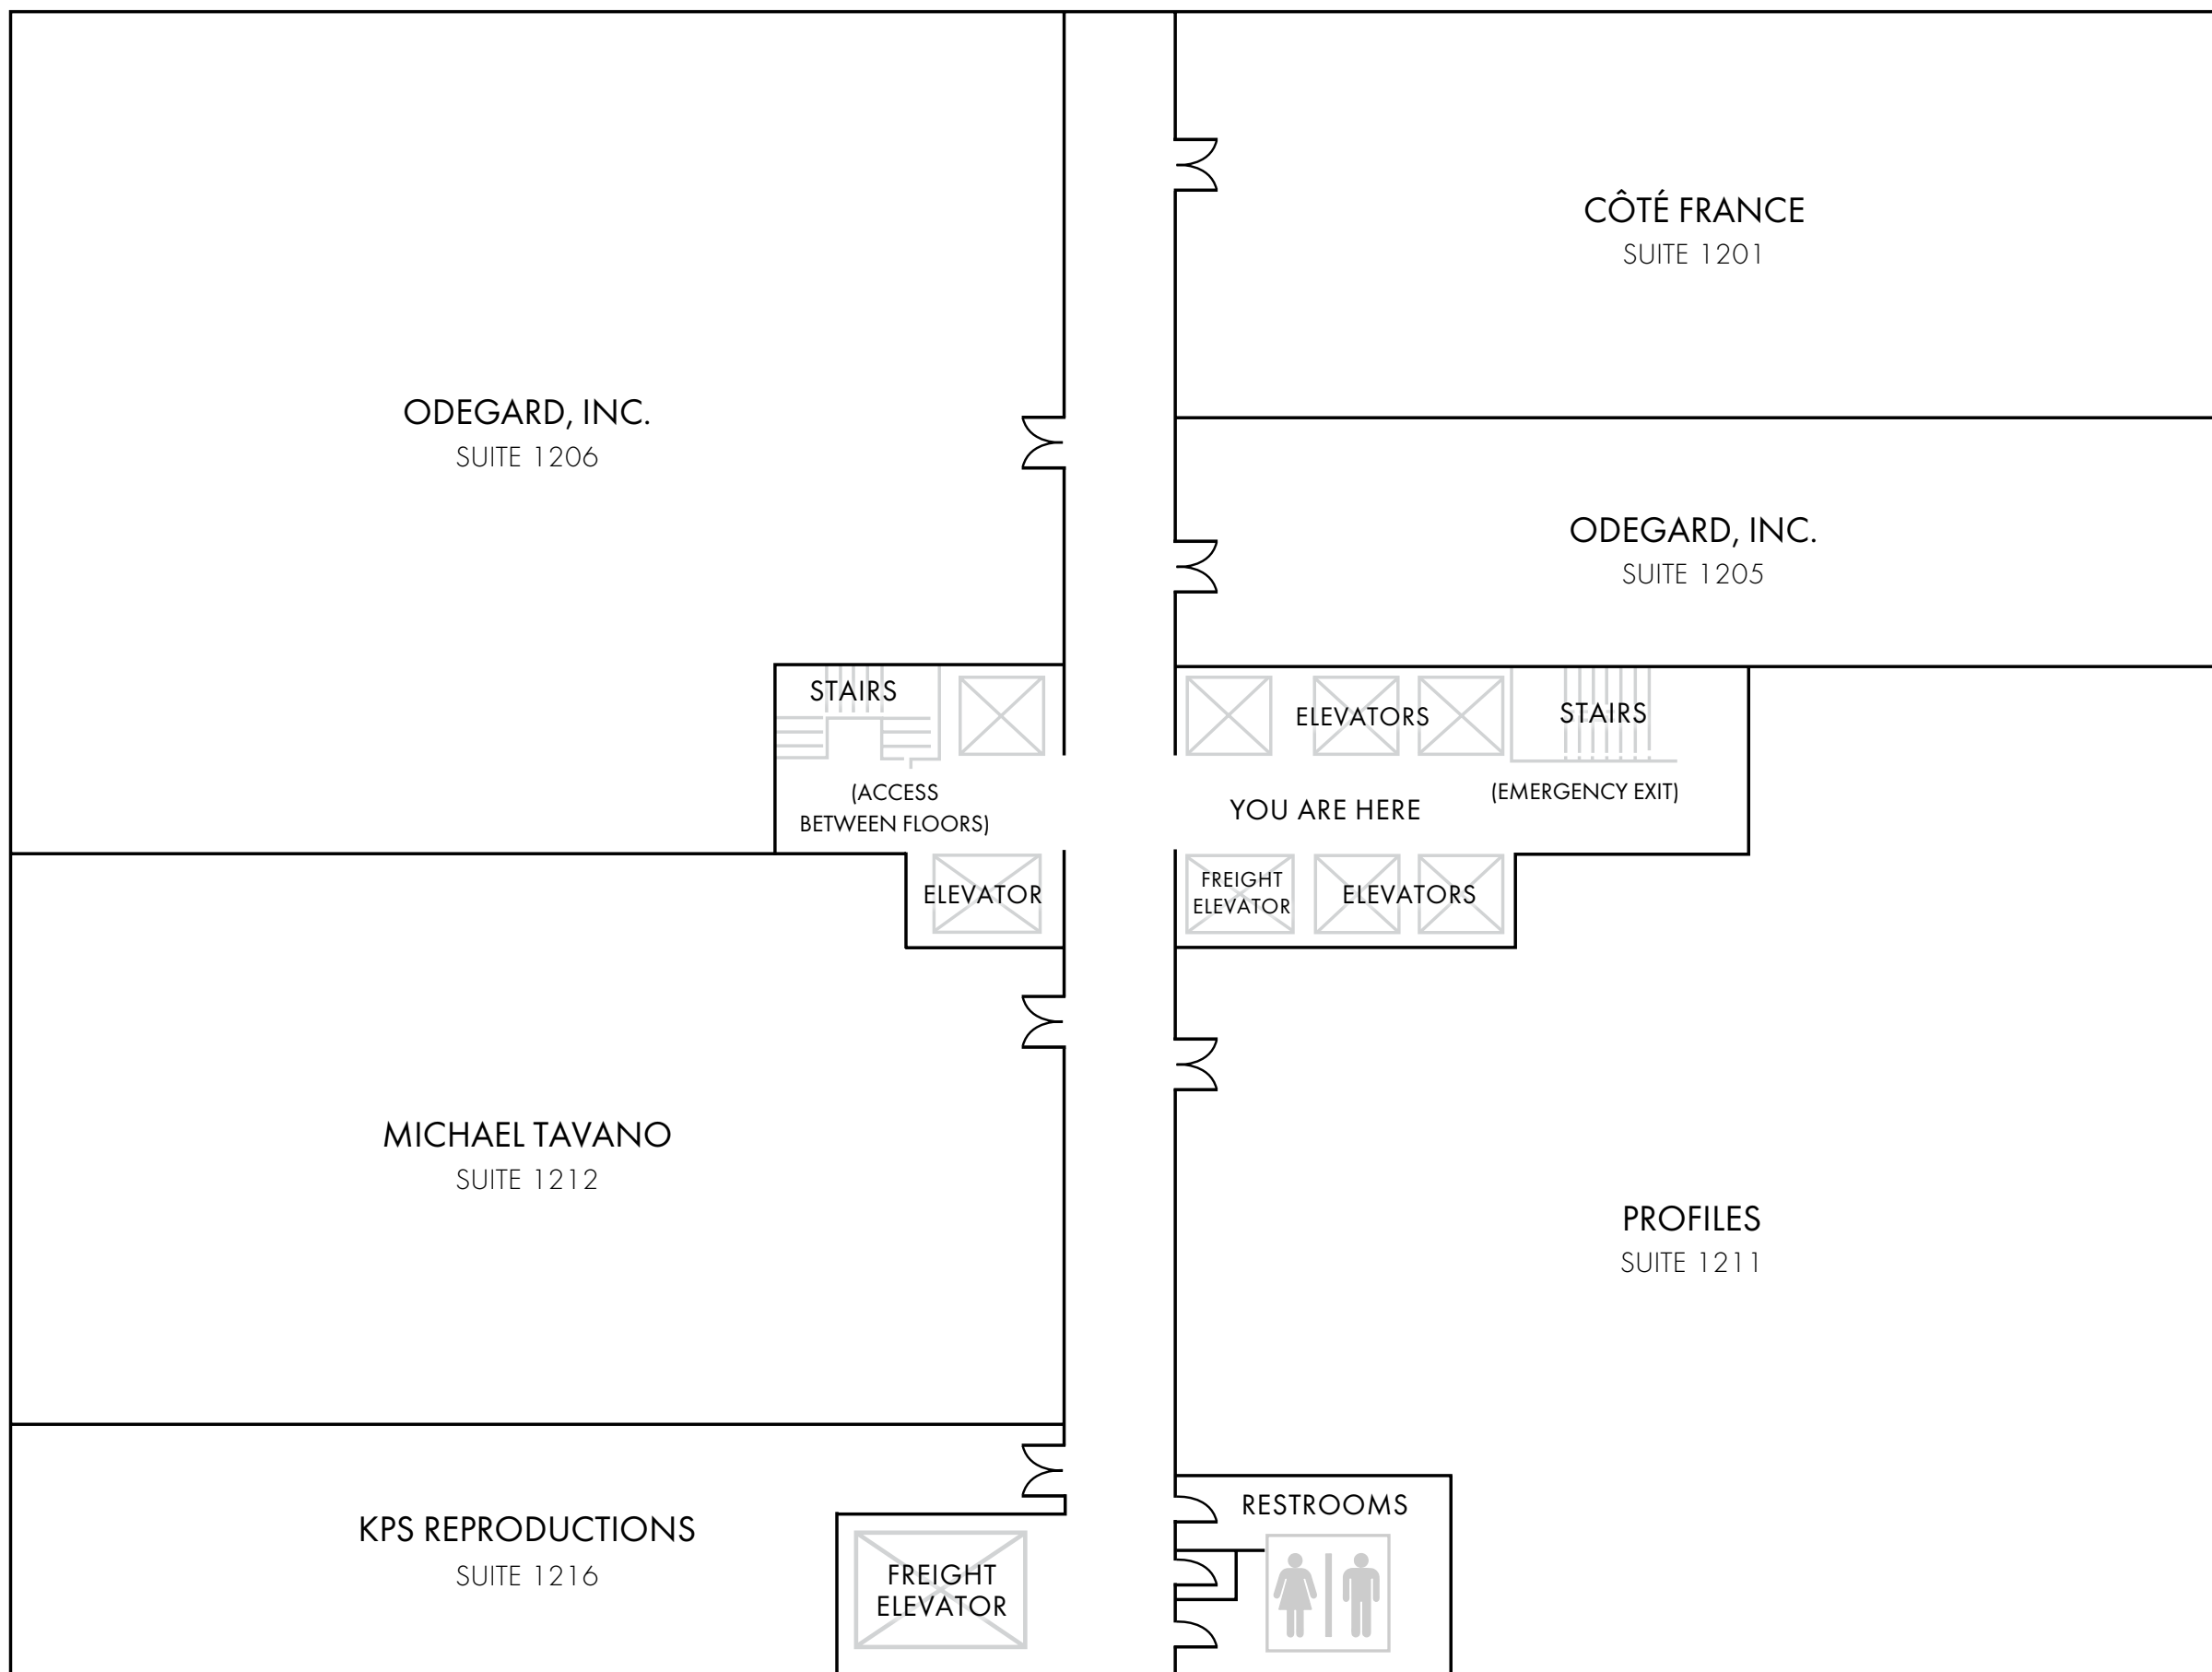 CÔTÉ FRANCE
SUITE 1201
ODEGARD, INC.
SUITE 1206
ODEGARD, INC.
SUITE 1205
STAIRS
(ACCESS
BETWEEN FLOORS)
ELEVATORS
STAIRS
(EMERGENCY EXIT)
YOU ARE HERE
ELEVATOR
FREIGHT
ELEVATOR
ELEVATORS
MICHAEL TAVANO
SUITE 1212
PROFILES
SUITE 1211
KPS REPRODUCTIONS
SUITE 1216
FREIGHT
ELEVATOR
RESTROOMS